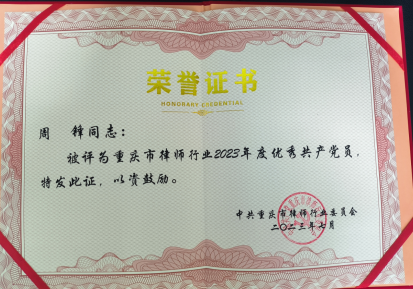 荣誉证书
HONORARY CREDENTIAL
周 锋同志：
被评为重庆市律师行业2023年度优秀共产党员，
特发此证，以资鼓励。
中共重庆市律师行业委员会
二〇二三年七月